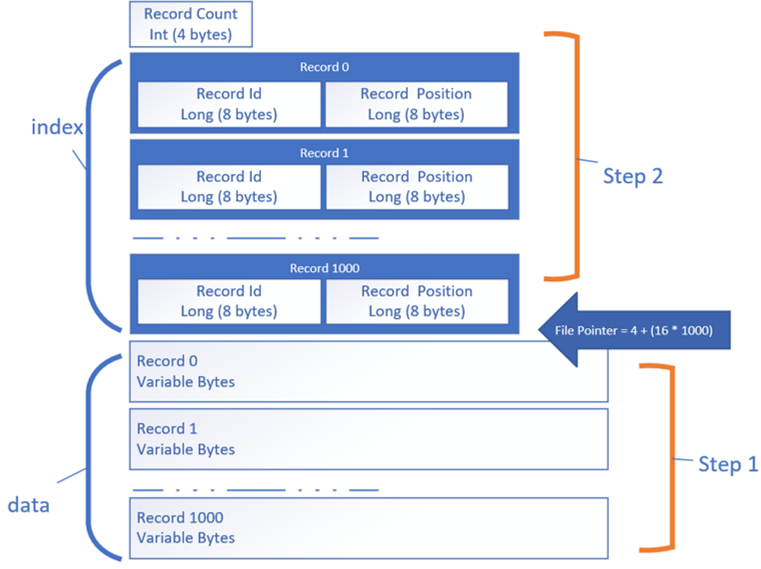 Record Count
Int (4 bytes)
Record 0
Record Id
Long (8 bytes)
Record Position
Long (8 bytes)
index
Record 1
Record Id
Long (8 bytes)
Record Position
Long (8 bytes)
Step 2
Record 1000
Record Id
Long (8 bytes)
Record Position
Long (8 bytes)
File Pointer = 4 + (16 * 1000)
Record 0
Variable Bytes
Record 1
Variable Bytes
Step 1
data
Record 1000
Variable Bytes